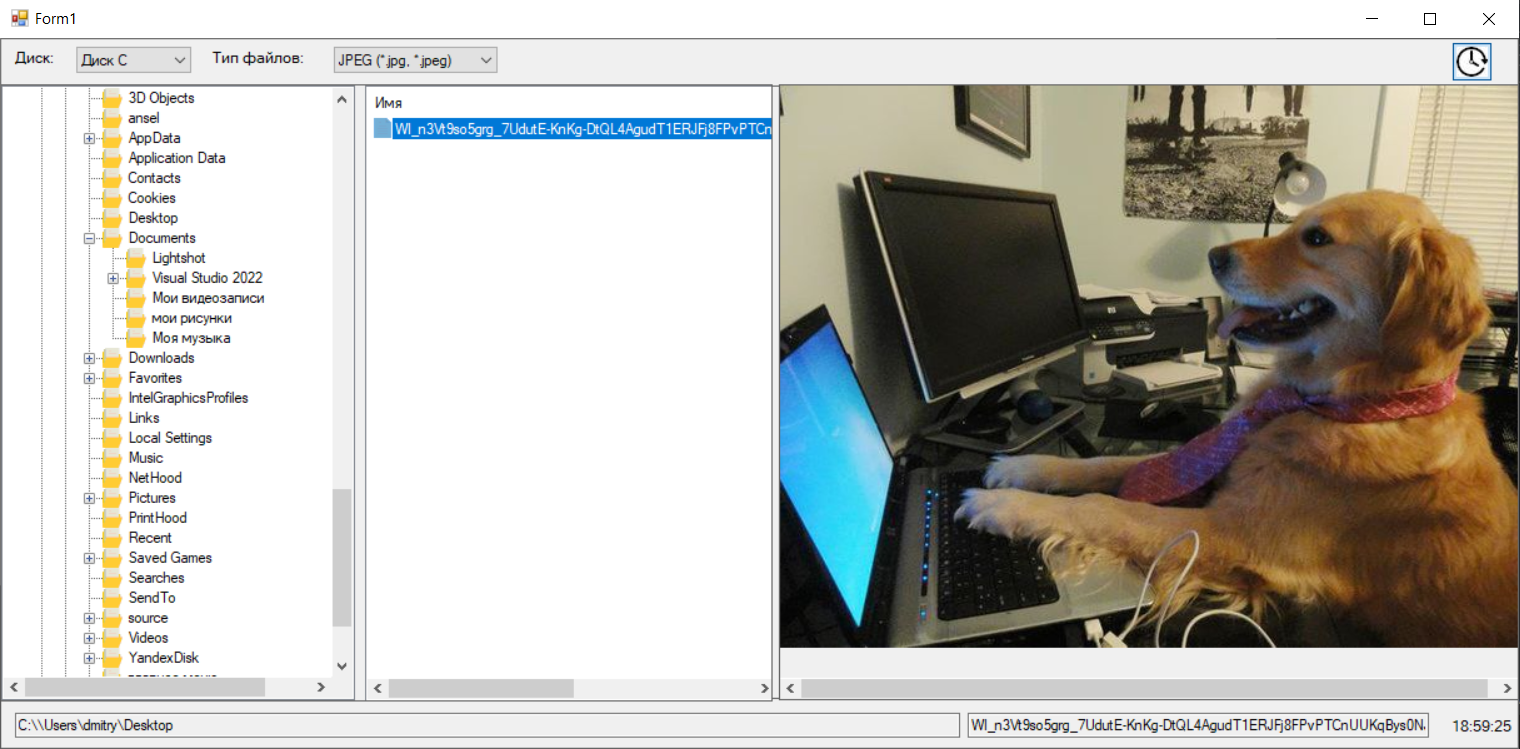 Form1
Диск:
Диск C
Тип файлов:
JPEG (*.jpg, *.jpeg)
3D Objects
ansel
AppData
Application Data
Contacts
Cookies
Desktop
Documents
Lightshot
Visual Studio 2022
Мои видеозаписи
мои рисунки
Моя музыка
Downloads
Favorites
IntelGraphicsProfiles
Links
Local Settings
Music
NetHood
Pictures
PrintHood
Recent
Saved Games
Searches
SendTo
source
Videos
YandexDisk
Имя
WI_n3Vt9so5grg_7UdutE-KnKg-DtQL4AgudT1ERJFj8FPvPTCn
C:\\Users\dmitry\Desktop
WI_n3Vt9so5grg_7UdutE-KnKg-DtQL4AgudT1ERJFj8FPvPTCnUUKqBys0N
18:59:25